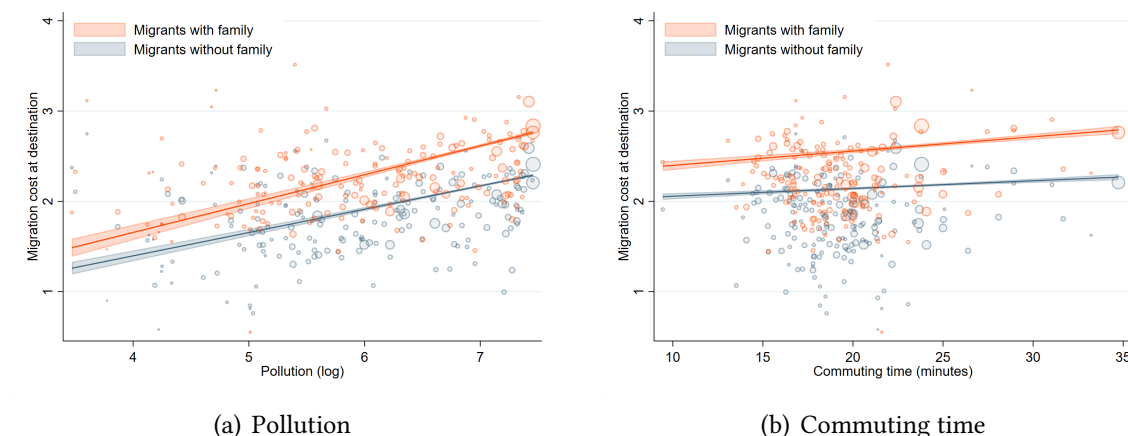 Migrants with family
Migrants without family
Migration cost at destination
4
3
2
1
4 5 6 7
Pollution (log)
(a) Pollution
Migrants with family
Migrants without family
Migration cost at destination
4
3
2
1
10 15 20 25 30 35
Commuting time (minutes)
(b) Commuting time